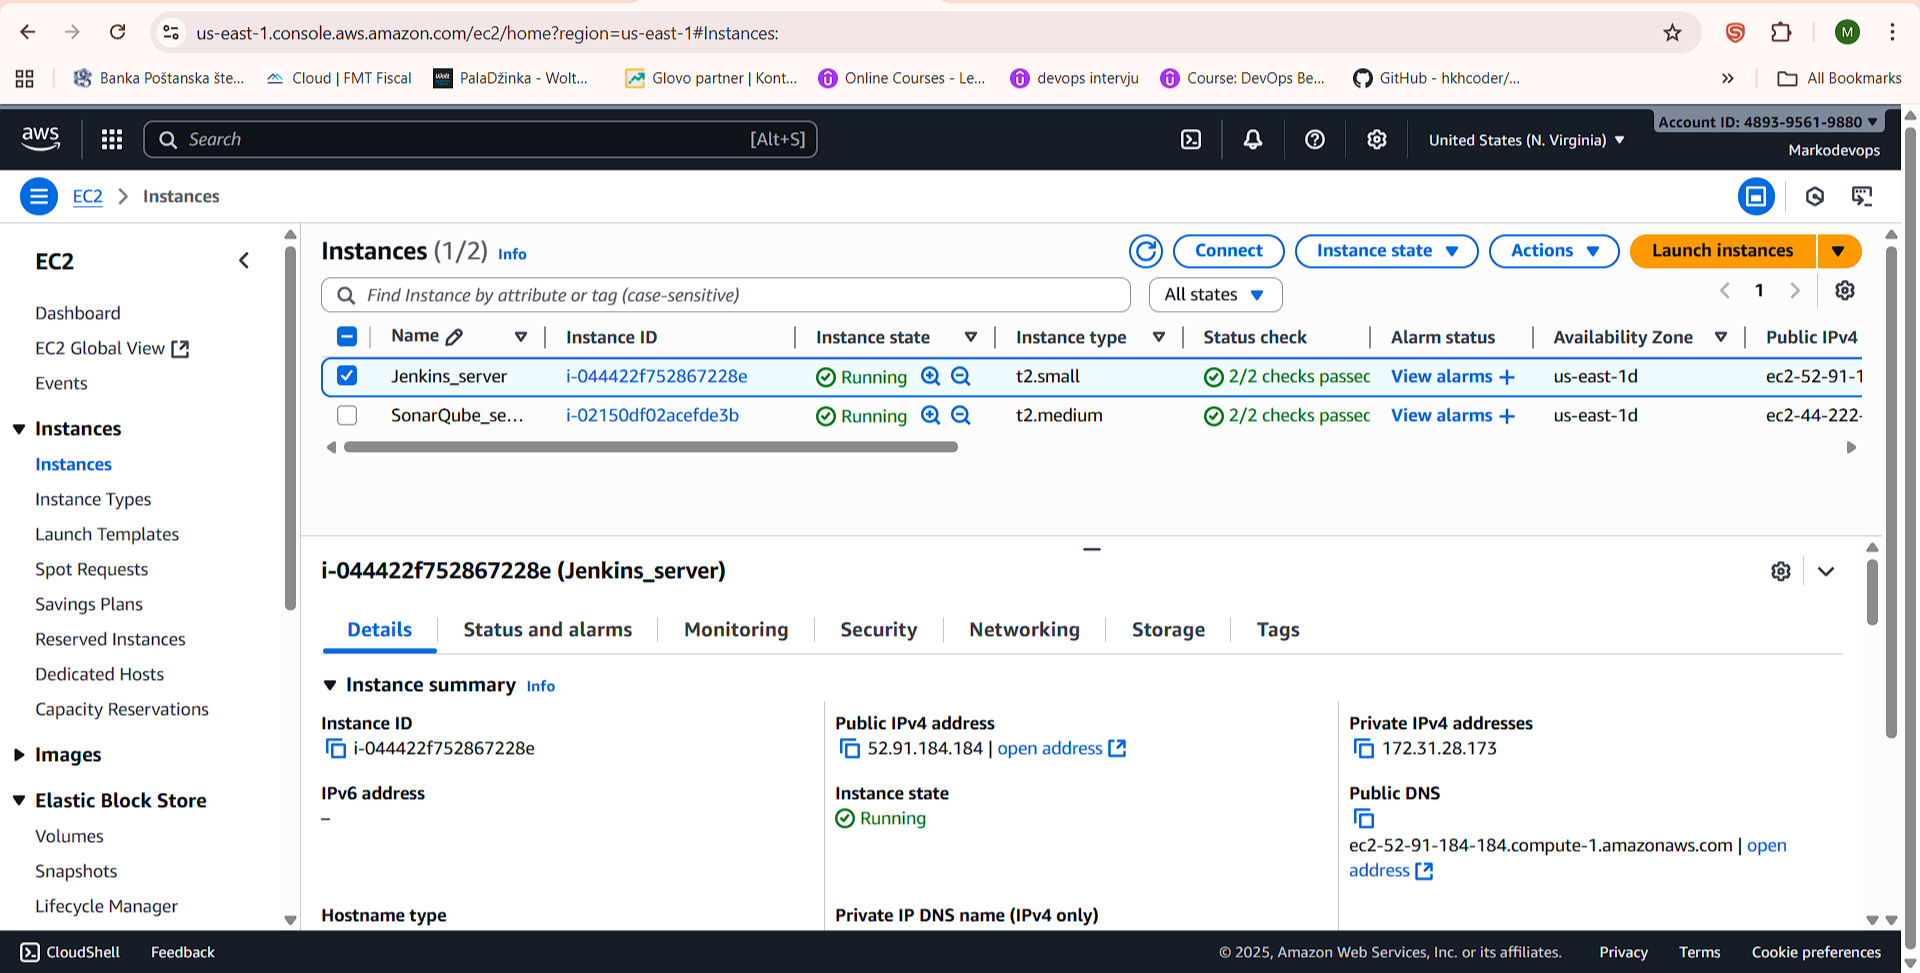 us-east-1.console.aws.amazon.com/ec2/home?region=us-east-1#Instances:
M
Banka Poštanska šte...
Cloud | FMT Fiscal
Wolt
PalaDžinka - Wolt...
Glovo partner | Kont...
Online Courses - Le...
devops intervju
Course: DevOps Be...
GitHub - hkhcoder/...
»
All Bookmarks
aws
Search
[Alt+S]
United States (N. Virginia)
Account ID: 4893-9561-9880
Markodevops
EC2
Instances
EC2
Dashboard
EC2 Global View
Events
Instances
Instances
Instance Types
Launch Templates
Spot Requests
Savings Plans
Reserved Instances
Dedicated Hosts
Capacity Reservations
Images
Elastic Block Store
Volumes
Snapshots
Lifecycle Manager
Instances (1/2) Info
Connect
Instance state
Actions
Launch instances
Find Instance by attribute or tag (case-sensitive)
All states
1
Name Instance ID Instance state Instance type Status check Alarm status Availability Zone Public IPv4
Jenkins_server i-044422f752867228e Running t2.small 2/2 checks passed View alarms + us-east-1d ec2-52-91-1
SonarQube_se... i-02150df02acefde3b Running t2.medium 2/2 checks passed View alarms + us-east-1d ec2-44-222-
i-044422f752867228e (Jenkins_server)
Details Status and alarms Monitoring Security Networking Storage Tags
Instance summary Info
Instance ID
i-044422f752867228e
Public IPv4 address
52.91.184.184 | open address
Private IPv4 addresses
172.31.28.173
IPv6 address
–
Instance state
Running
Public DNS
ec2-52-91-184-184.compute-1.amazonaws.com | open
address
Hostname type
Private IP DNS name (IPv4 only)
CloudShell
Feedback
© 2025, Amazon Web Services, Inc. or its affiliates.
Privacy
Terms
Cookie preferences